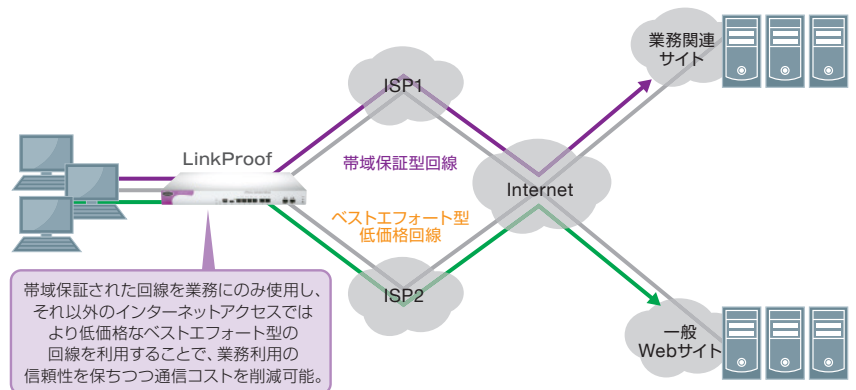 業務関連
サイト
ISP1
LinkProof
帯域保証型回線
Internet
ベストエフォート型
低価格回線
ISP2
帯域保証された回線を業務にのみ使用し、
それ以外のインターネットアクセスでは
より低価格なベストエフォート型の
回線を利用することで、業務利用の
信頼性を保ちつつ通信コストを削減可能。
一般
Webサイト